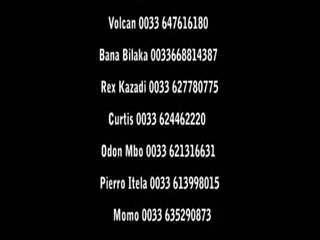 Volcan 0033 647616180
Bana Bilaka 0033668814387
Rex Kazadi 0033 627780775
Curtis 0033 624462220
Odon Mbo 0033 621316631
Pierro Itela 0033 613998015
Momo 0033 635290873